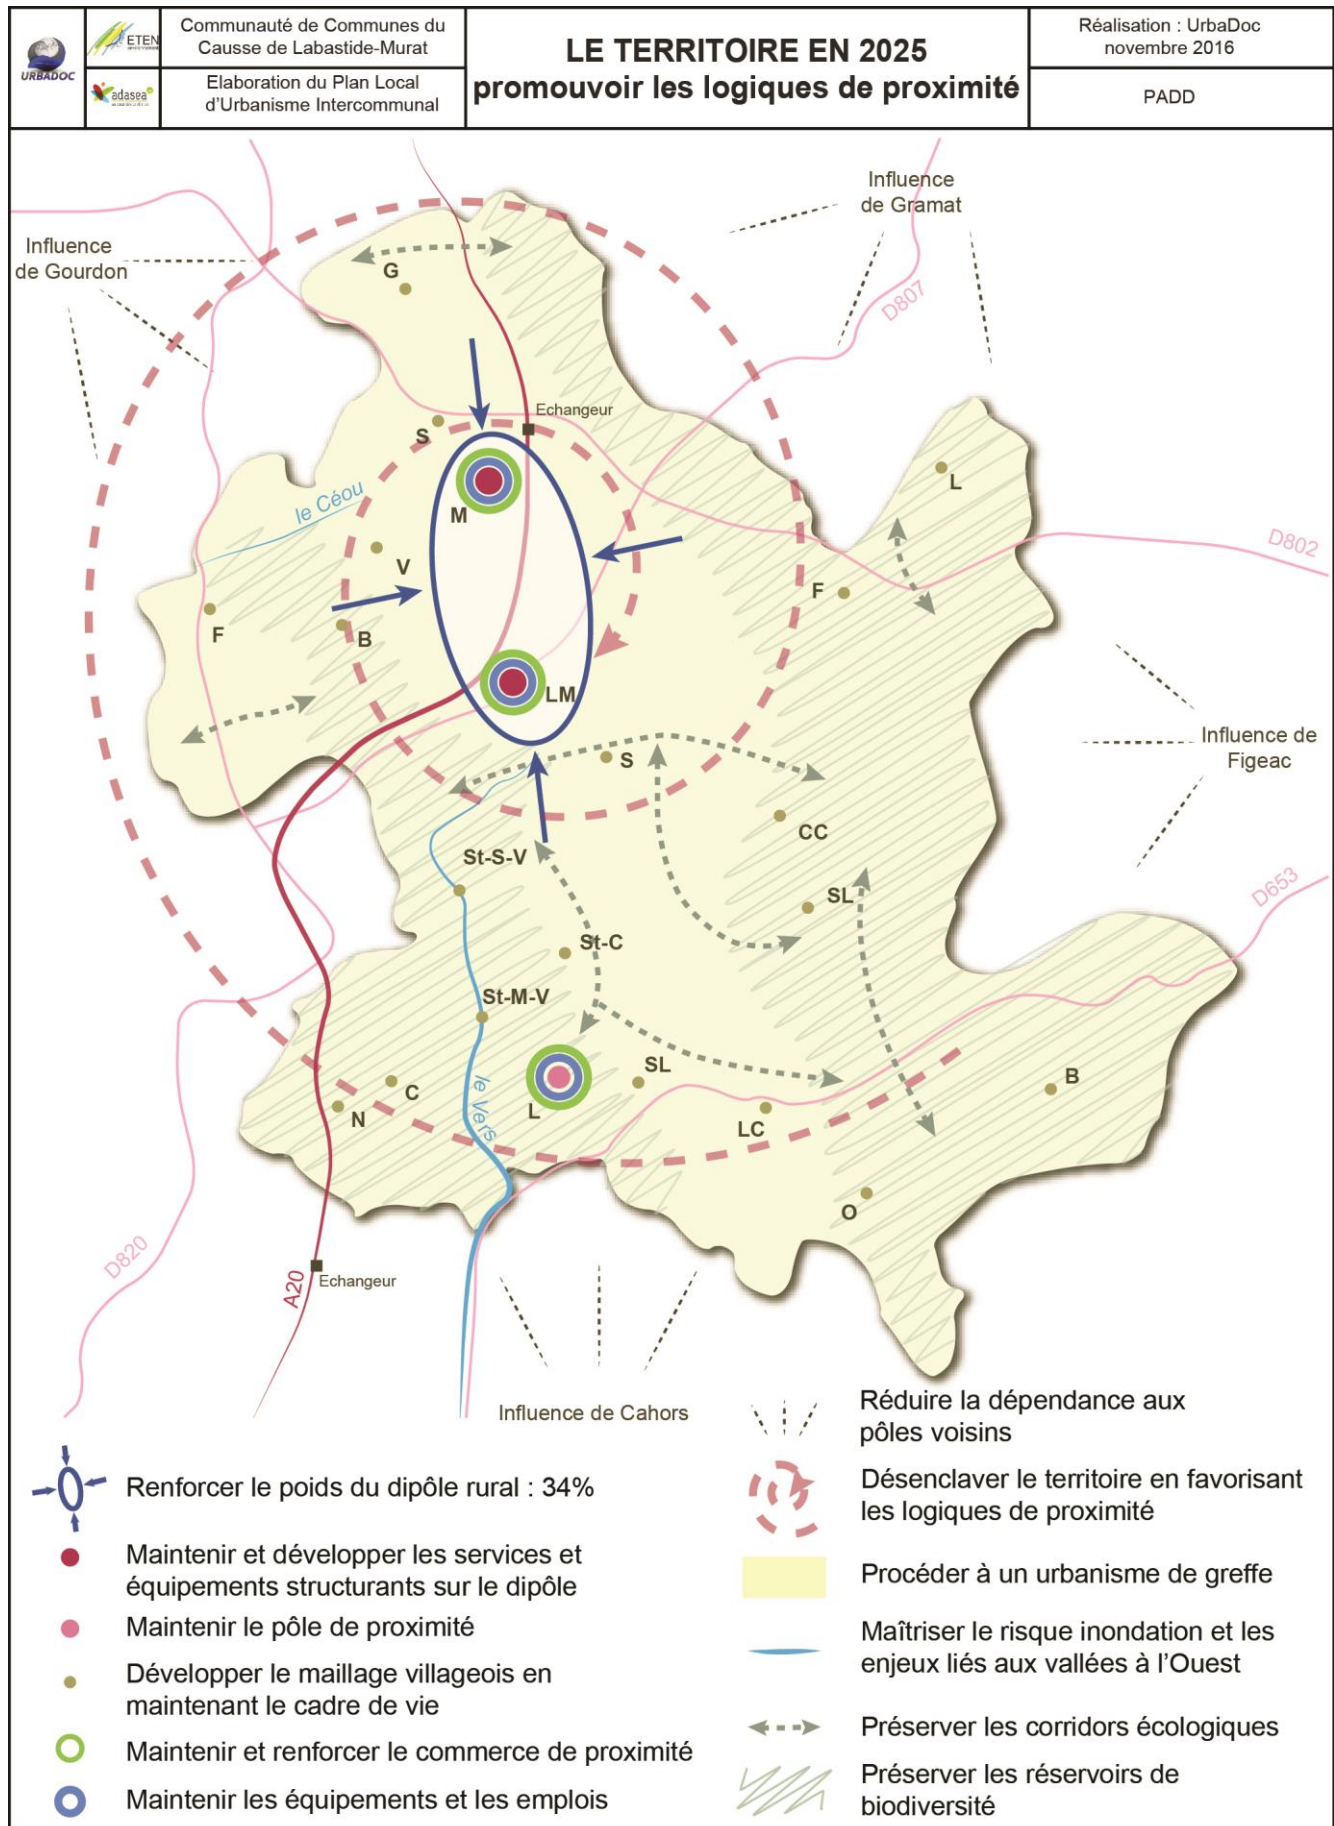 URBADOC
ETEN
environnement
adasea
Communauté de Communes du
Causse de Labastide-Murat
Elaboration du Plan Local
d'Urbanisme Intercommunal
LE TERRITOIRE EN 2025
promouvoir les logiques de proximité
Réalisation : UrbaDoc
novembre 2016
PADD
Influence
de Gramat
Influence
de Gourdon
G
D807
Echangeur
S
L
M
le Céou
D802
V
F
F
B
LM
Influence de
Figeac
S
CC
St-S-V
SL
D653
St-C
St-M-V
SL
B
C
le Vers
N
L
LC
O
D820
A20
Echangeur
Influence de Cahors
Renforcer le poids du dipôle rural : 34%
Maintenir et développer les services et
équipements structurants sur le dipôle
Maintenir le pôle de proximité
Développer le maillage villageois en
maintenant le cadre de vie
Maintenir et renforcer le commerce de proximité
Maintenir les équipements et les emplois
Réduire la dépendance aux
pôles voisins
Désenclaver le territoire en favorisant
les logiques de proximité
Procéder à un urbanisme de greffe
Maîtriser le risque inondation et les
enjeux liés aux vallées à l'Ouest
Préserver les corridors écologiques
Préserver les réservoirs de
biodiversité